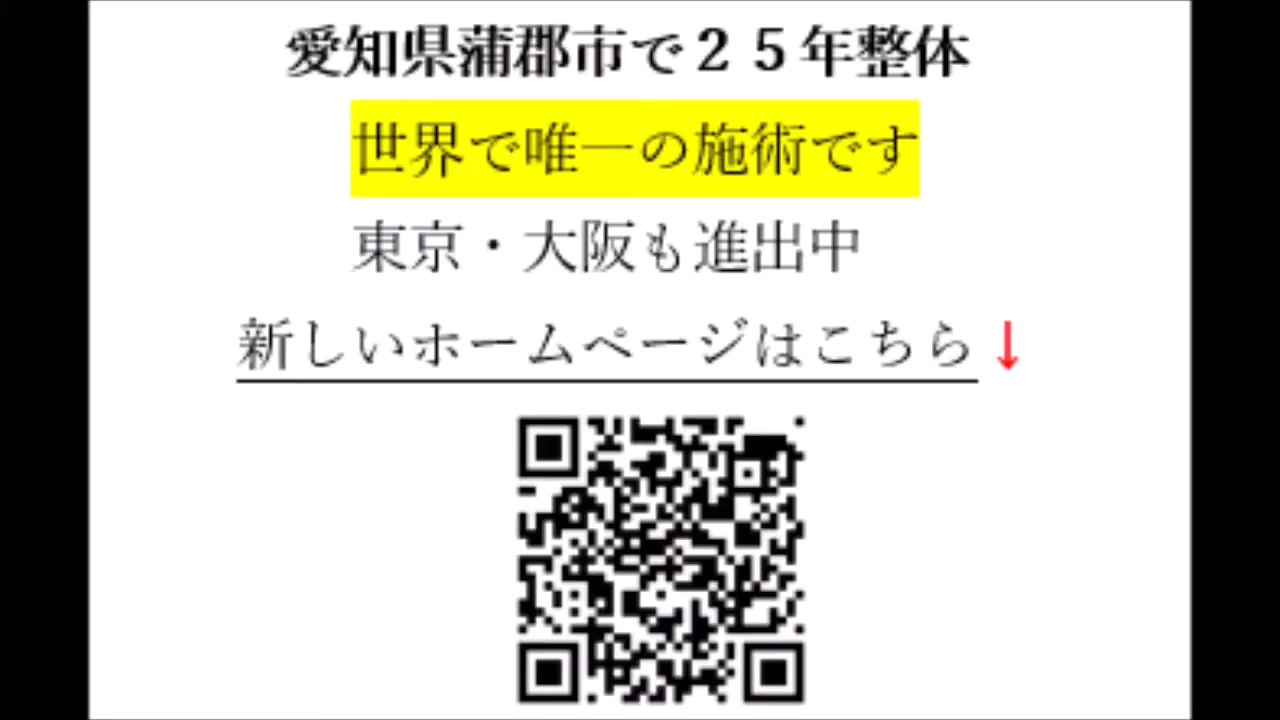 愛知県蒲郡市で２５年整体
世界で唯一の施術です
東京・大阪も進出中
新しいホームページはこちら↓